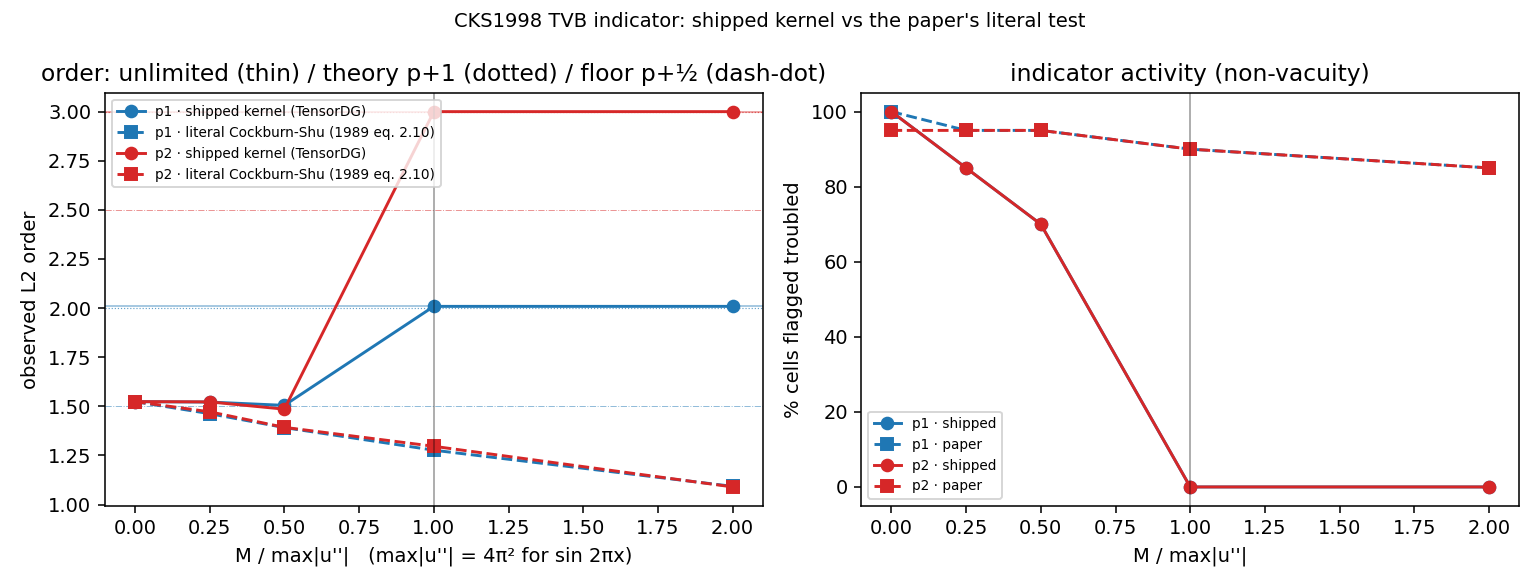 CKS1998 TVB indicator: shipped kernel vs the paper's literal test
order: unlimited (thin) / theory p+1 (dotted) / floor p+½ (dash-dot)
observed L2 order
3.00
2.75
2.50
2.25
2.00
1.75
1.50
1.25
1.00
p1 · shipped kernel (TensorDG)
p1 · literal Cockburn-Shu (1989 eq. 2.10)
p2 · shipped kernel (TensorDG)
p2 · literal Cockburn-Shu (1989 eq. 2.10)
0.00 0.25 0.50 0.75 1.00 1.25 1.50 1.75 2.00
M / max|u''| (max|u''| = 4π² for sin 2πx)
indicator activity (non-vacuity)
% cells flagged troubled
100
80
60
40
20
0
p1 · shipped
p1 · paper
p2 · shipped
p2 · paper
0.00 0.25 0.50 0.75 1.00 1.25 1.50 1.75 2.00
M / max|u''|